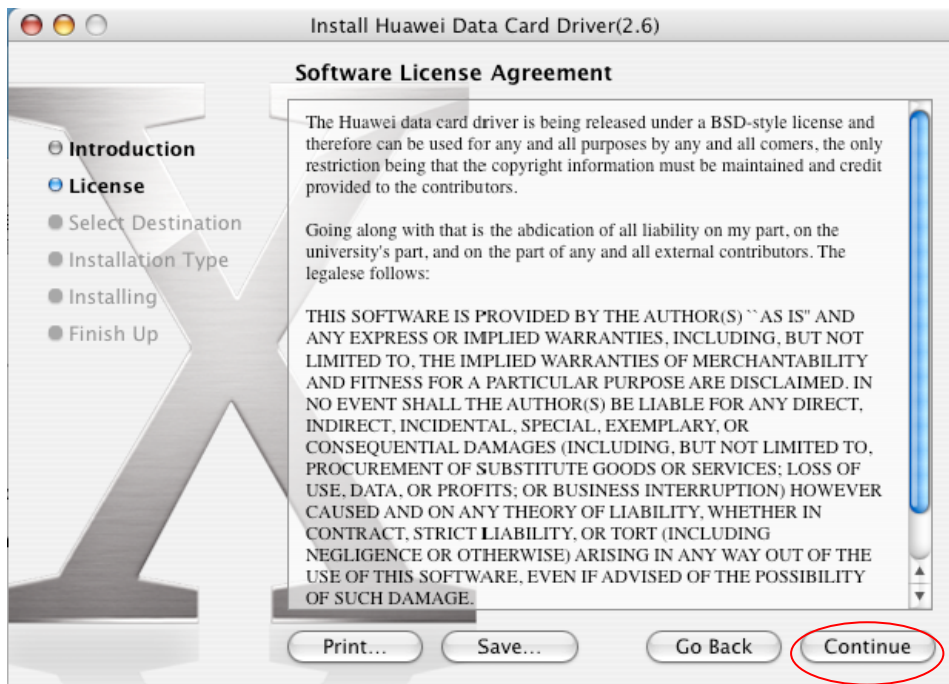 Install Huawei Data Card Driver(2.6)
Software License Agreement
Introduction
License
Select Destination
Installation Type
Installing
Finish Up
The Huawei data card driver is being released under a BSD-style license and
therefore can be used for any and all purposes by any and all comers, the only
restriction being that the copyright information must be maintained and credit
provided to the contributors.
Going along with that is the abdication of all liability on my part, on the
university's part, and on the part of any and all external contributors. The
legalese follows:
THIS SOFTWARE IS PROVIDED BY THE AUTHOR(S) ``AS IS'' AND
ANY EXPRESS OR IMPLIED WARRANTIES, INCLUDING, BUT NOT
LIMITED TO, THE IMPLIED WARRANTIES OF MERCHANTABILITY
AND FITNESS FOR A PARTICULAR PURPOSE ARE DISCLAIMED. IN
NO EVENT SHALL THE AUTHOR(S) BE LIABLE FOR ANY DIRECT,
INDIRECT, INCIDENTAL, SPECIAL, EXEMPLARY, OR
CONSEQUENTIAL DAMAGES (INCLUDING, BUT NOT LIMITED TO,
PROCUREMENT OF SUBSTITUTE GOODS OR SERVICES; LOSS OF
USE, DATA, OR PROFITS; OR BUSINESS INTERRUPTION) HOWEVER
CAUSED AND ON ANY THEORY OF LIABILITY, WHETHER IN
CONTRACT, STRICT LIABILITY, OR TORT (INCLUDING
NEGLIGENCE OR OTHERWISE) ARISING IN ANY WAY OUT OF THE
USE OF THIS SOFTWARE, EVEN IF ADVISED OF THE POSSIBILITY
OF SUCH DAMAGE.
Print... Save... Go Back Continue